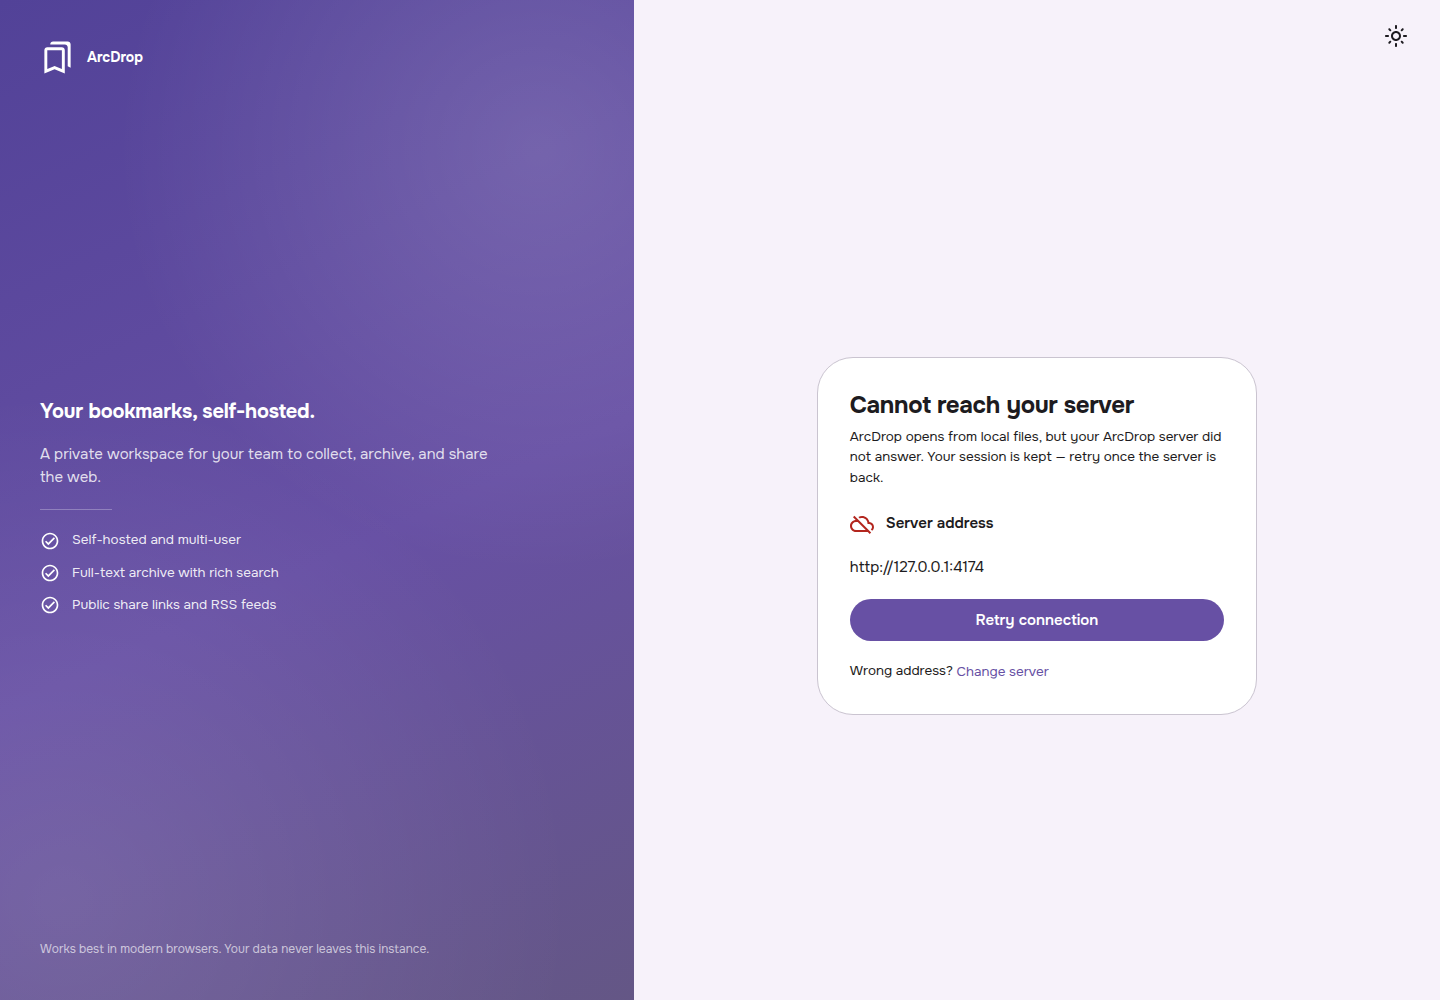 ArcDrop
Your bookmarks, self-hosted.
A private workspace for your team to collect, archive, and share
the web.
Self-hosted and multi-user
Full-text archive with rich search
Public share links and RSS feeds
Works best in modern browsers. Your data never leaves this instance.
Cannot reach your server
ArcDrop opens from local files, but your ArcDrop server did
not answer. Your session is kept — retry once the server is
back.
Server address
http://127.0.0.1:4174
Retry connection
Wrong address? Change server